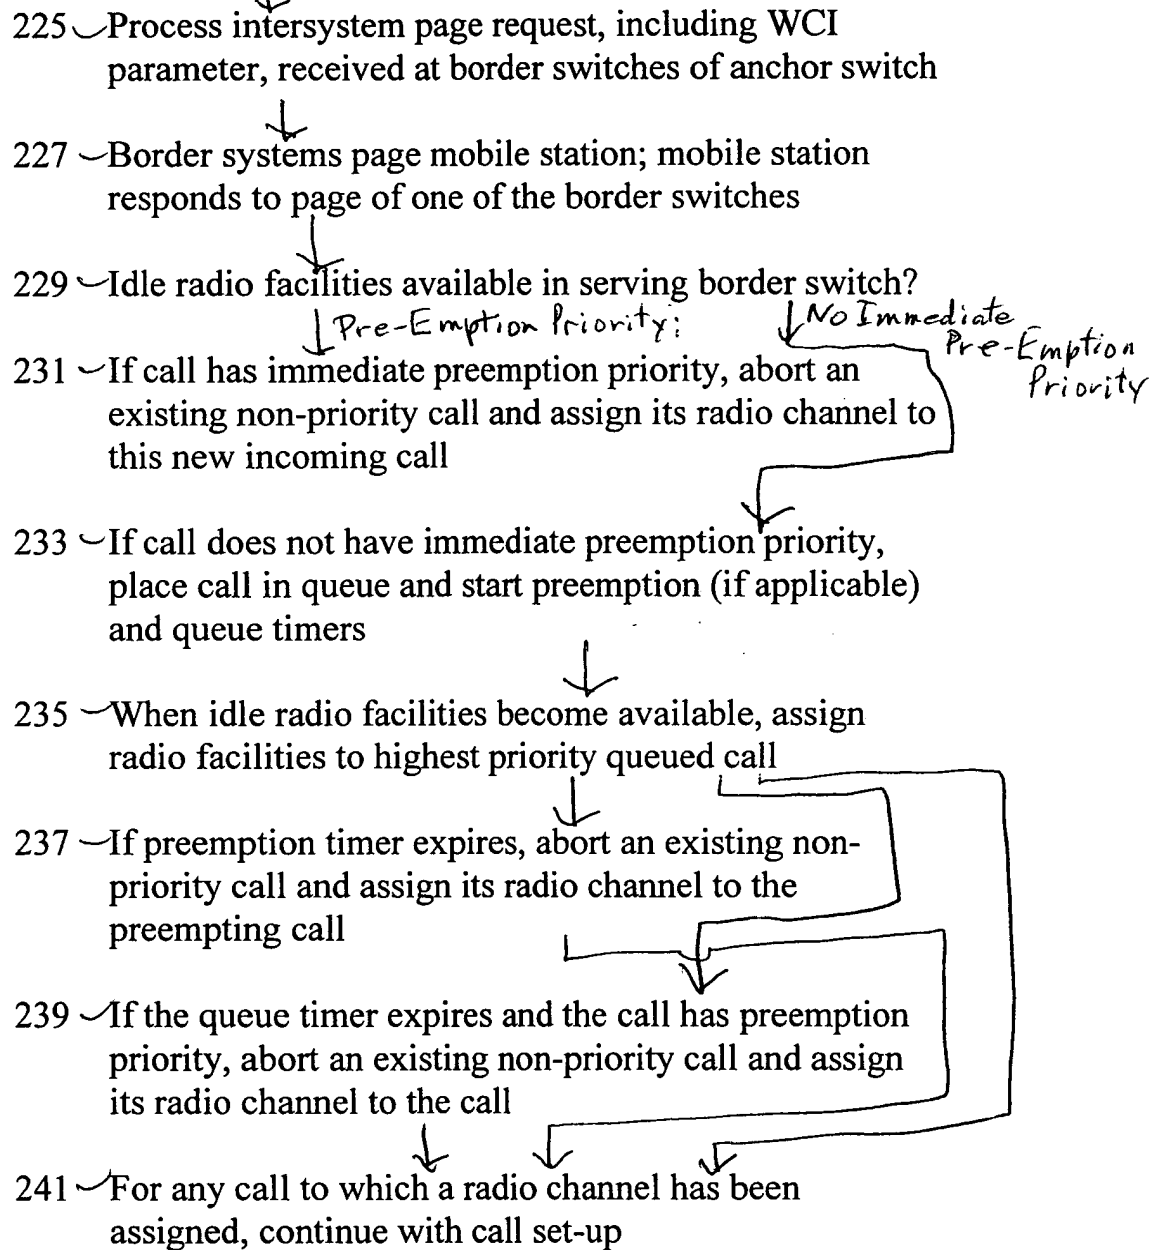 225 Process intersystem page request, including WCI
parameter, received at border switches of anchor switch
227 Border systems page mobile station; mobile station
responds to page of one of the border switches
229 Idle radio facilities available in serving border switch?
Pre-Emption Priority:
No Immediate
Pre-Emption
Priority
231 If call has immediate preemption priority, abort an
existing non-priority call and assign its radio channel to
this new incoming call
233 If call does not have immediate preemption priority,
place call in queue and start preemption (if applicable)
and queue timers
235 When idle radio facilities become available, assign
radio facilities to highest priority queued call
237 If preemption timer expires, abort an existing non-
priority call and assign its radio channel to the
preempting call
239 If the queue timer expires and the call has preemption
priority, abort an existing non-priority call and assign
its radio channel to the call
241 For any call to which a radio channel has been
assigned, continue with call set-up